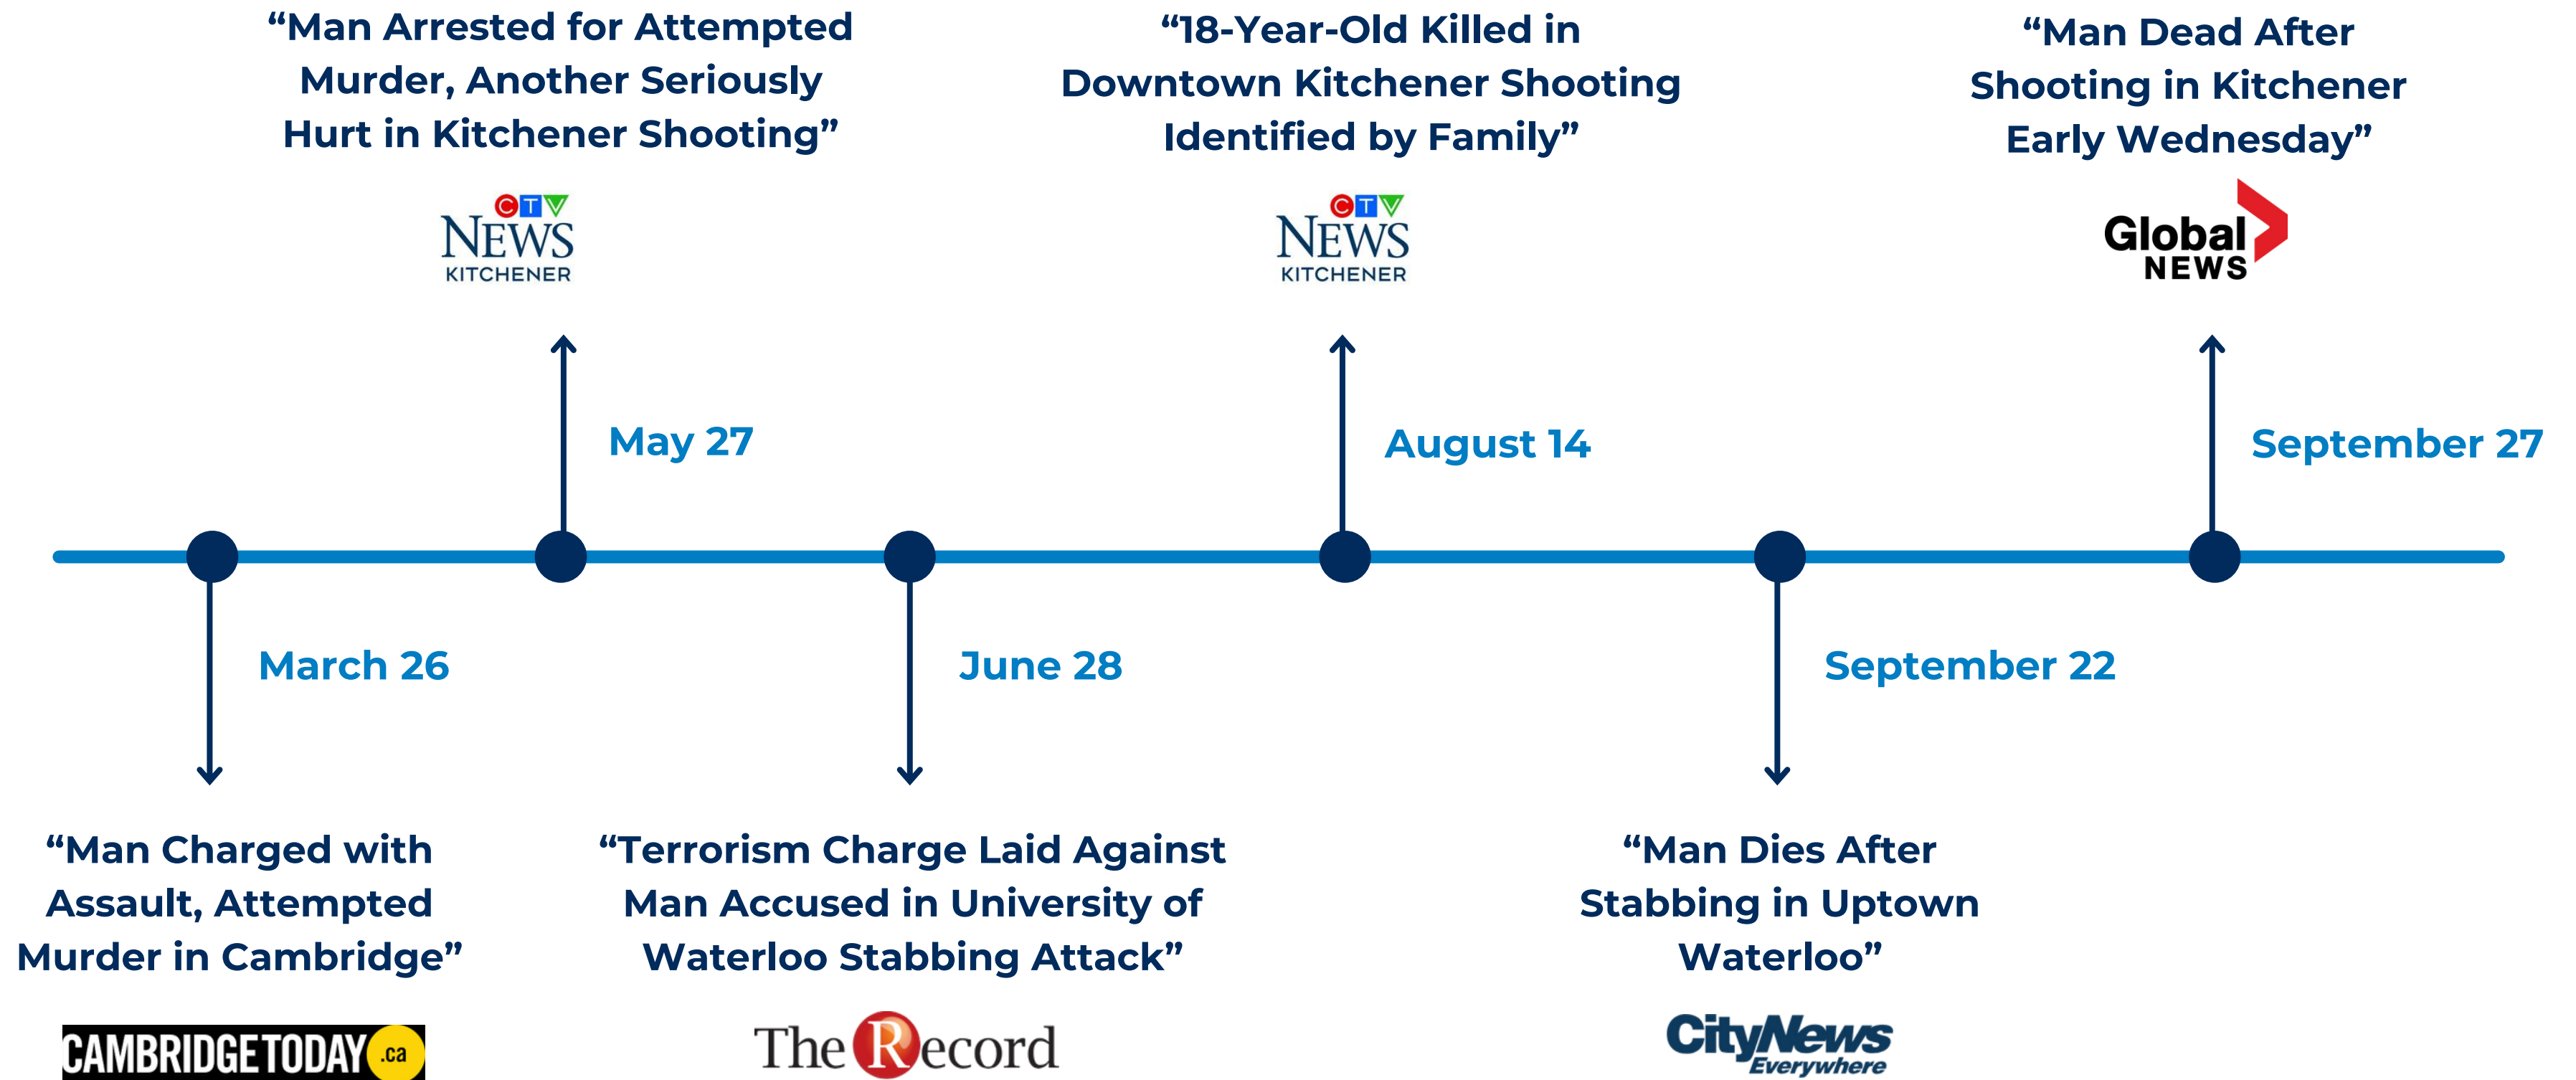 “Man Arrested for Attempted
Murder, Another Seriously
Hurt in Kitchener Shooting”
CTV
NEWS
KITCHENER
“18-Year-Old Killed in
Downtown Kitchener Shooting
Identified by Family”
CTV
NEWS
KITCHENER
“Man Dead After
Shooting in Kitchener
Early Wednesday”
Global
NEWS
May 27
August 14
September 27
March 26
June 28
September 22
“Man Charged with
Assault, Attempted
Murder in Cambridge”
CAMBRIDGETODAY.ca
“Terrorism Charge Laid Against
Man Accused in University of
Waterloo Stabbing Attack”
The Record
“Man Dies After
Stabbing in Uptown
Waterloo”
CityNews
Everywhere